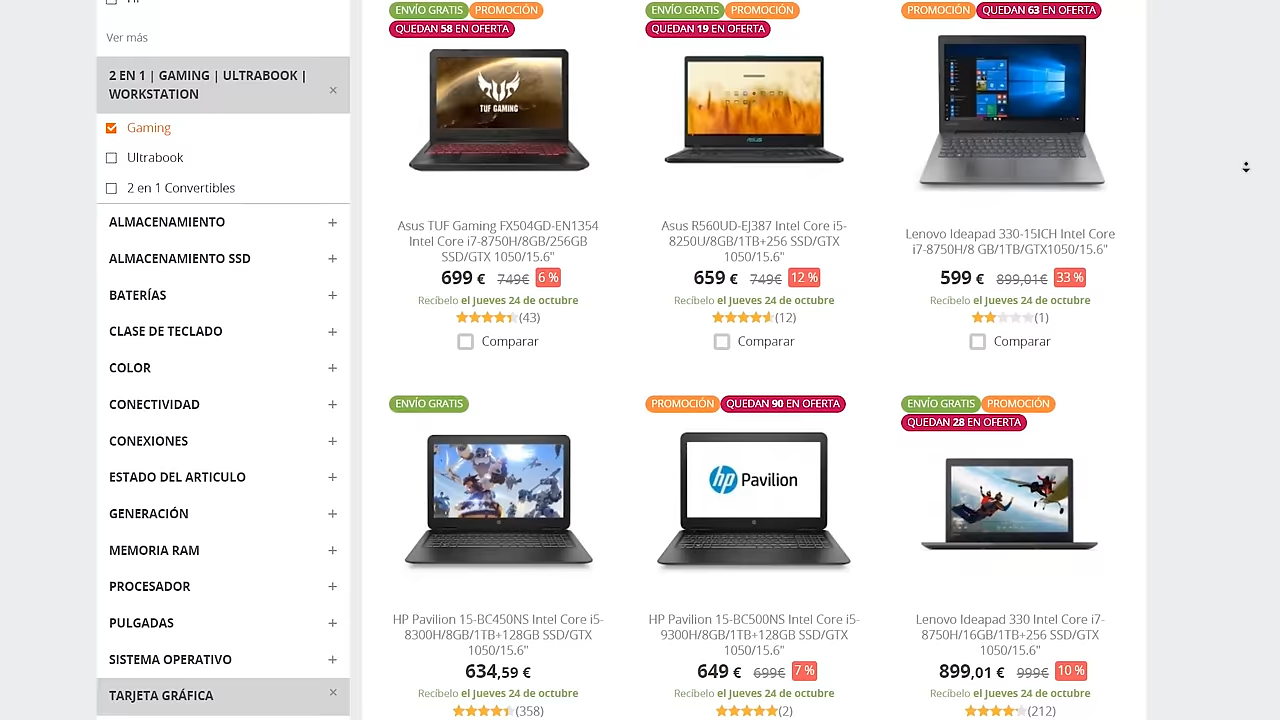 Ver más
2 EN 1 | GAMING | ULTRABOOK |
WORKSTATION
Gaming
Ultrabook
2 en 1 Convertibles
ALMACENAMIENTO
ALMACENAMIENTO SSD
BATERÍAS
CLASE DE TECLADO
COLOR
CONECTIVIDAD
CONEXIONES
ESTADO DEL ARTICULO
GENERACIÓN
MEMORIA RAM
PROCESADOR
PULGADAS
SISTEMA OPERATIVO
TARJETA GRÁFICA
ENVÍO GRATIS PROMOCIÓN
QUEDAN 58 EN OFERTA
TUF GAMING
Asus TUF Gaming FX504GD-EN1354
Intel Core i7-8750H/8GB/256GB
SSD/GTX 1050/15.6"
699 € 749€ 6 %
Recíbelo el Jueves 24 de octubre
(43)
Comparar
ENVÍO GRATIS PROMOCIÓN
QUEDAN 19 EN OFERTA
ASUS
Asus R560UD-EJ387 Intel Core i5-
8250U/8GB/1TB+256 SSD/GTX
1050/15.6"
659 € 749€ 12 %
Recíbelo el Jueves 24 de octubre
(12)
Comparar
PROMOCIÓN QUEDAN 63 EN OFERTA
Lenovo Ideapad 330-15ICH Intel Core
i7-8750H/8 GB/1TB/GTX1050/15.6"
599 € 899,01€ 33 %
Recíbelo el Jueves 24 de octubre
(1)
Comparar
ENVÍO GRATIS
HP Pavilion 15-BC450NS Intel Core i5-
8300H/8GB/1TB+128GB SSD/GTX
1050/15.6"
634,59 €
Recíbelo el Jueves 24 de octubre
(358)
PROMOCIÓN QUEDAN 90 EN OFERTA
hp Pavilion
HP Pavilion 15-BC500NS Intel Core i5-
9300H/8GB/1TB+128GB SSD/GTX
1050/15.6"
649 € 699€ 7 %
Recíbelo el Jueves 24 de octubre
(2)
ENVÍO GRATIS PROMOCIÓN
QUEDAN 28 EN OFERTA
Lenovo Ideapad 330 Intel Core i7-
8750H/16GB/1TB+256 SSD/GTX
1050/15.6"
899,01 € 999€ 10 %
Recíbelo el Jueves 24 de octubre
(212)